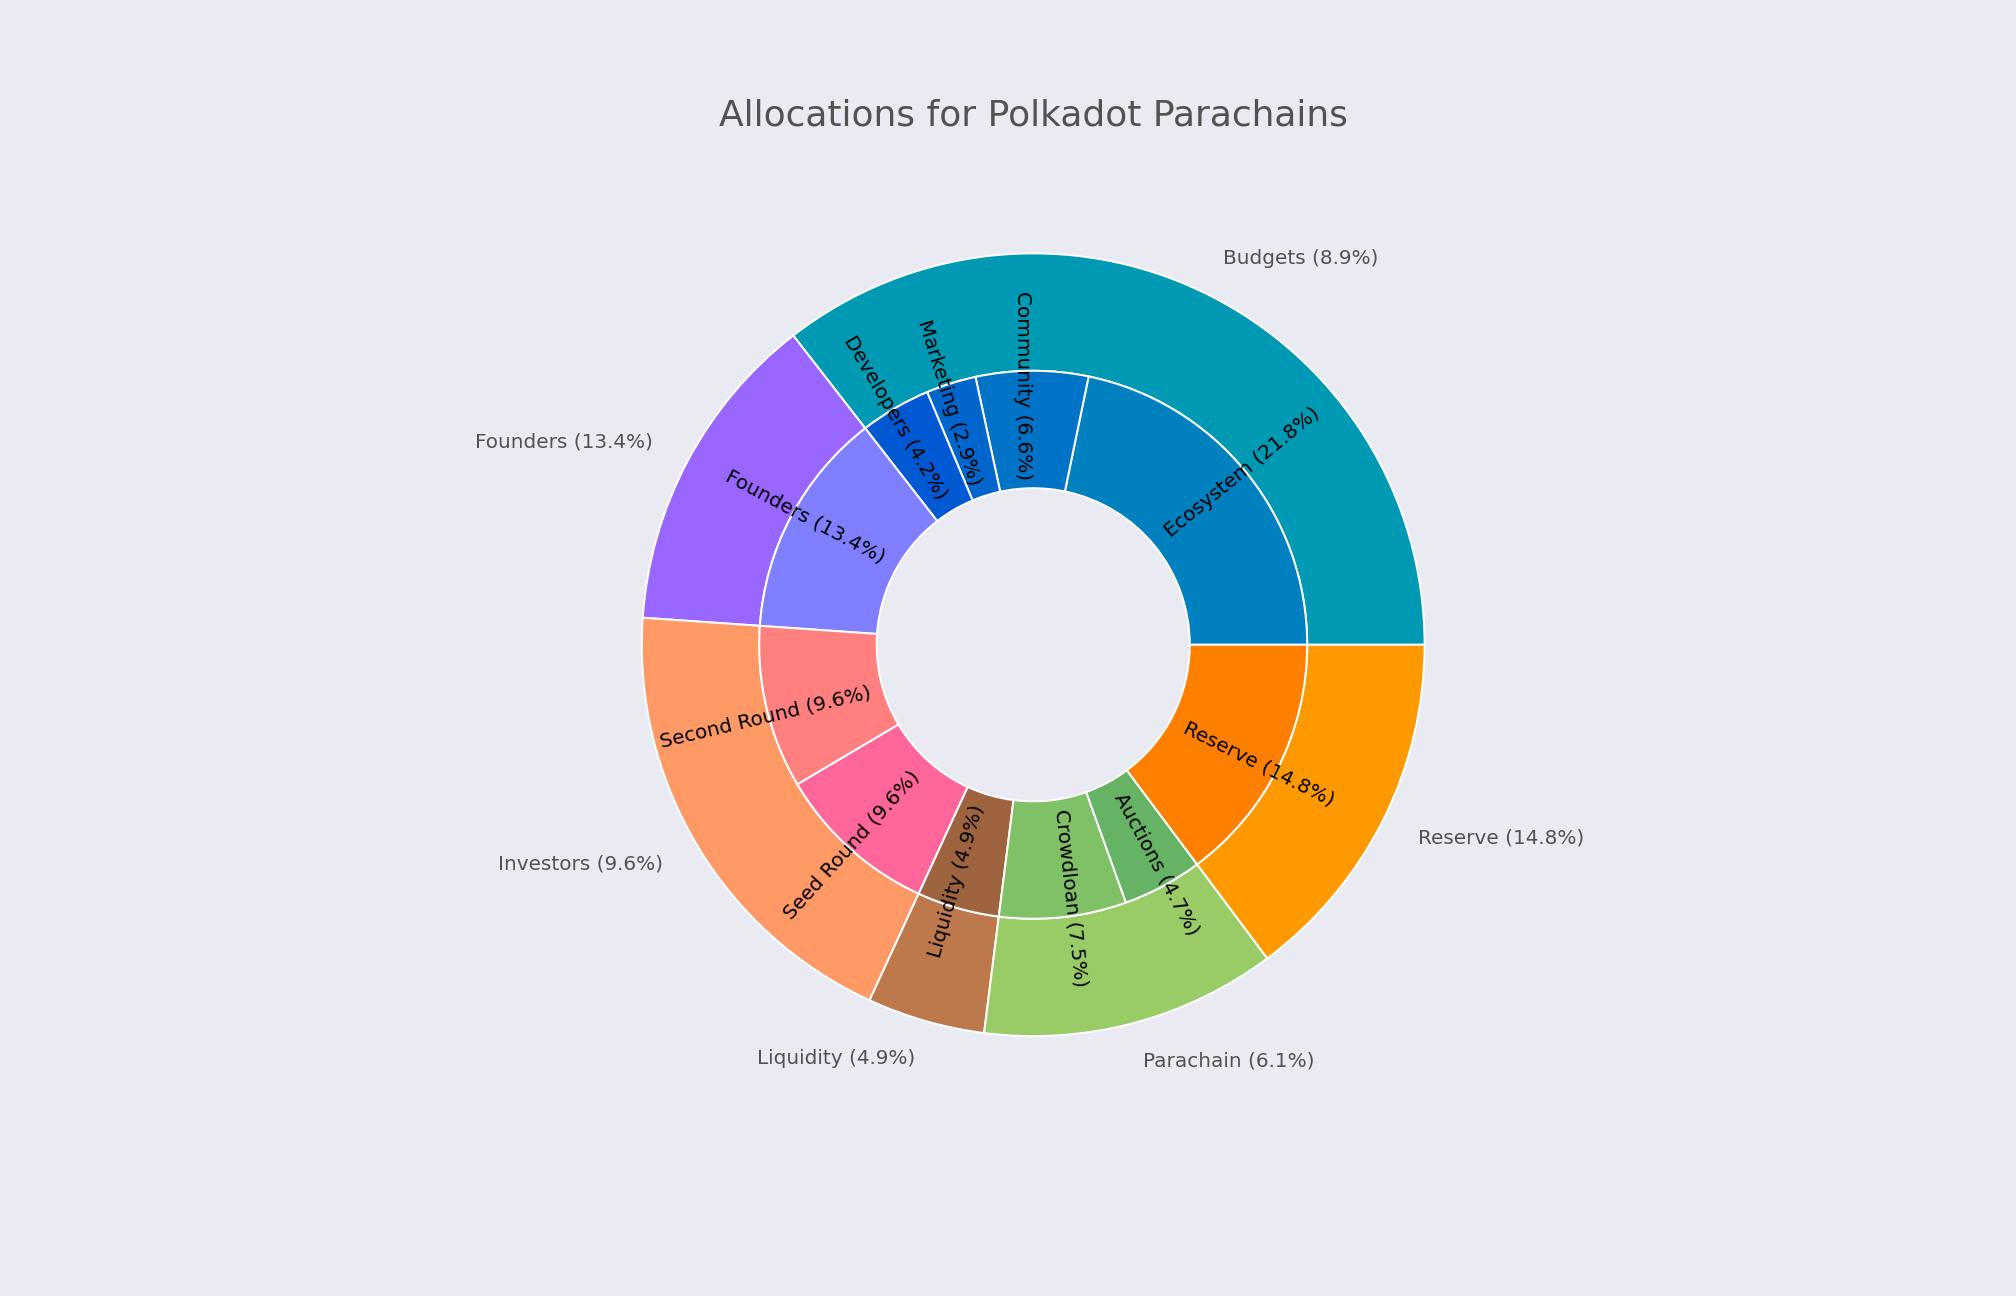 Allocations for Polkadot Parachains
Budgets (8.9%)
Community (6.6%)
Marketing (2.9%)
Developers (4.2%)
Ecosystem (21.8%)
Founders (13.4%)
Founders (13.4%)
Second Round (9.6%)
Reserve (14.8%)
Seed Round (9.6%)
Liquidity (4.9%)
Crowdloan (7.5%)
Auctions (4.7%)
Reserve (14.8%)
Investors (9.6%)
Liquidity (4.9%)
Parachain (6.1%)